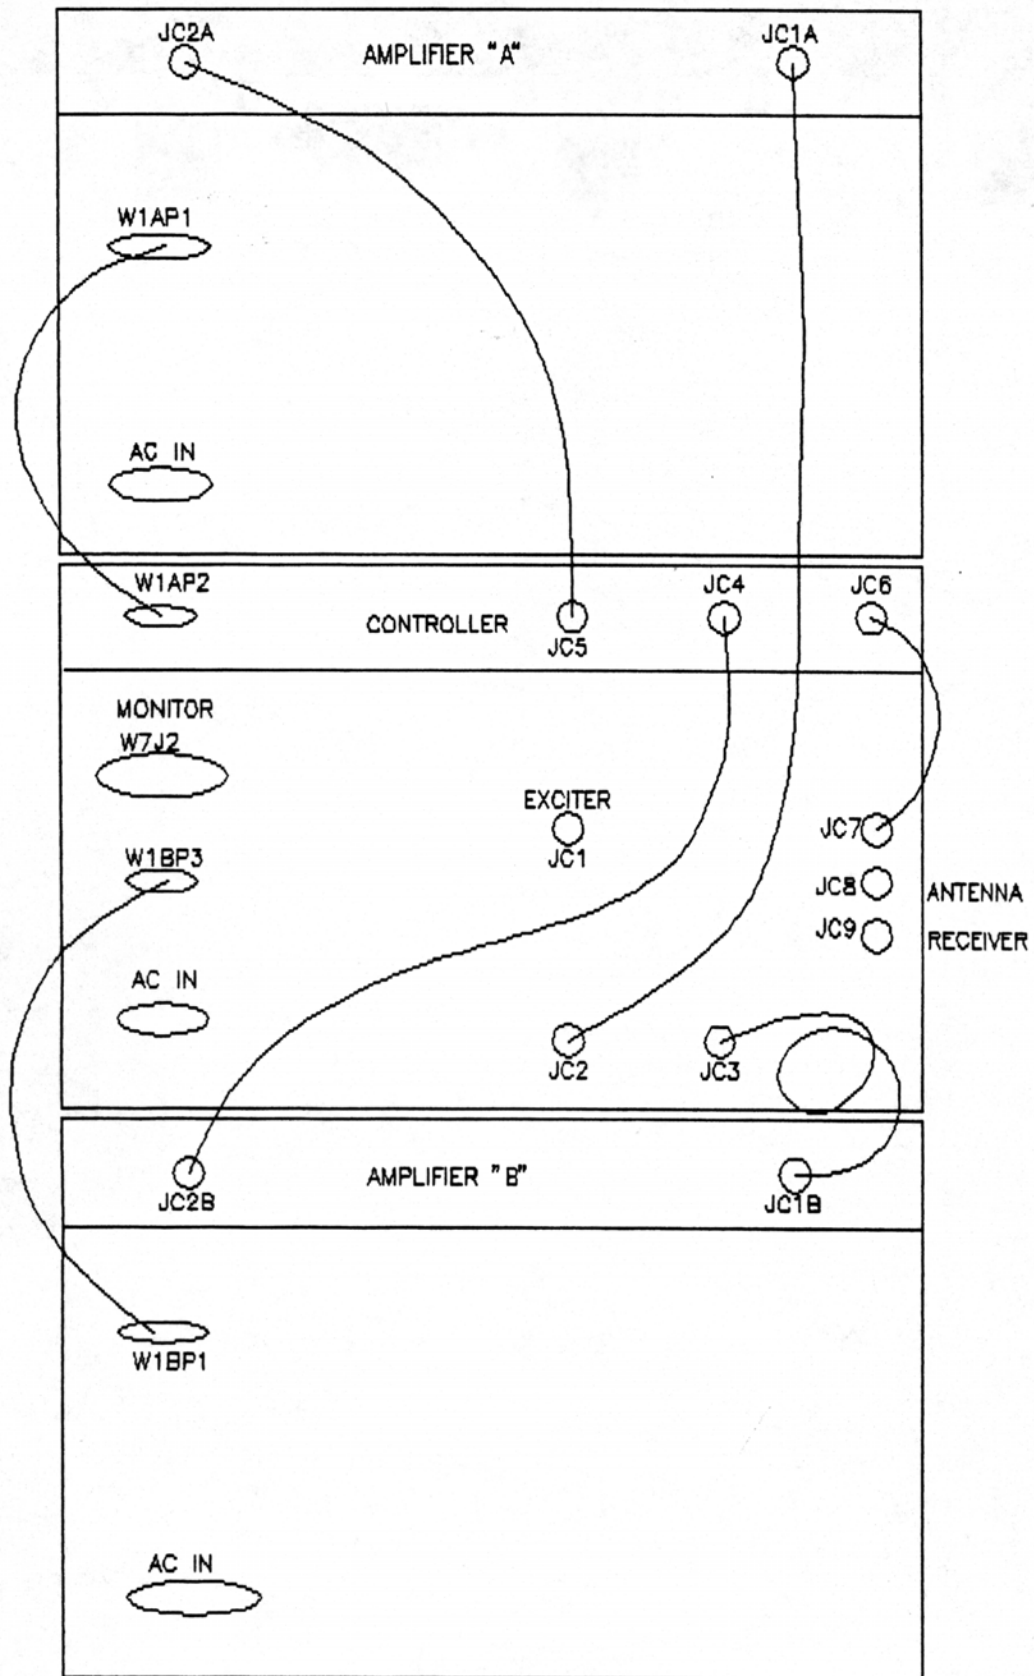 JC2A
AMPLIFIER "A"
JC1A
W1AP1
AC IN
W1AP2
CONTROLLER
JC5
JC4
JC6
MONITOR
W7J2
EXCITER
JC1
JC7
W1BP3
JC8
ANTENNA
JC9
RECEIVER
AC IN
JC2
JC3
JC2B
AMPLIFIER "B"
JC1B
W1BP1
AC IN